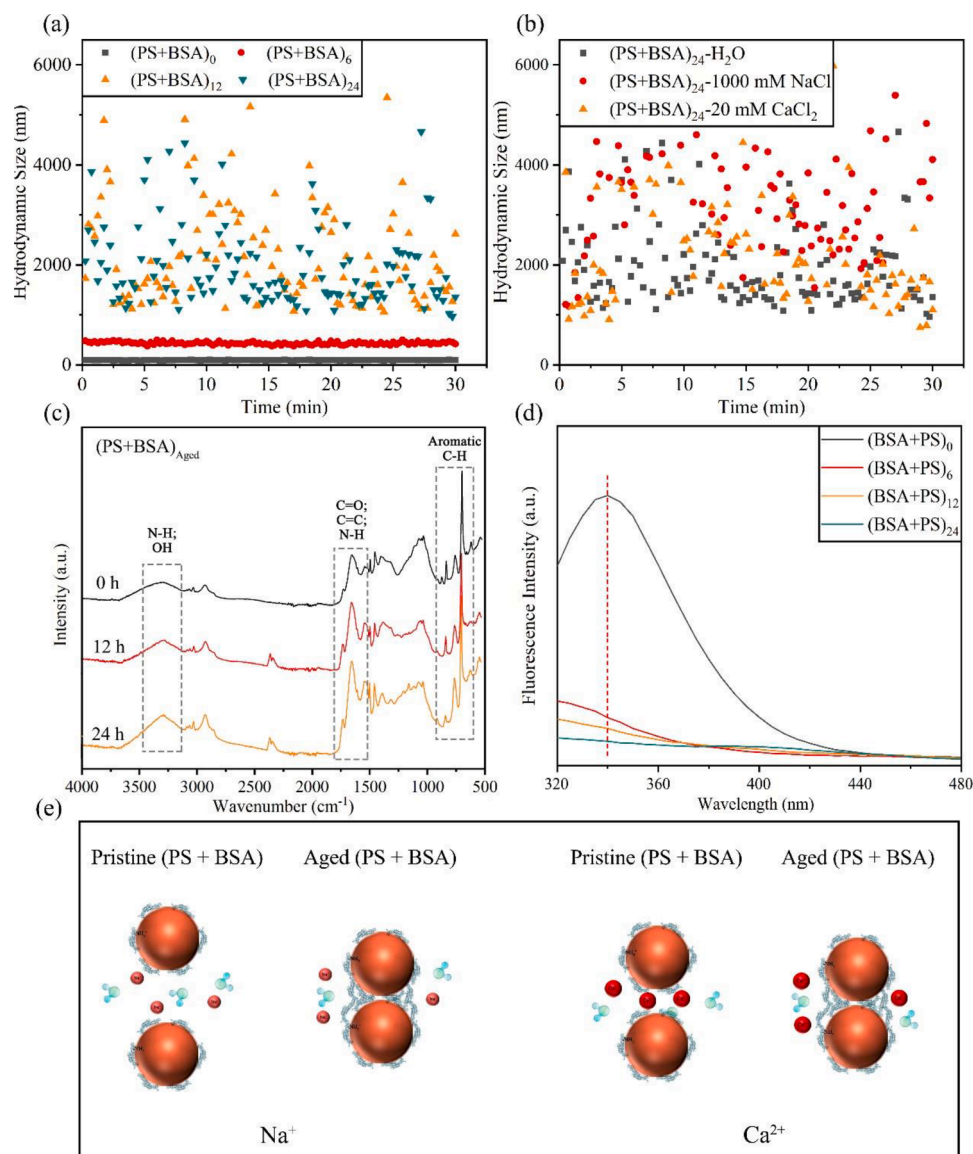 (a)
(PS+BSA)₀
(PS+BSA)₆
(PS+BSA)₁₂
(PS+BSA)₂₄
6000
4000
2000
0
Hydrodynamic Size (nm)
0 5 10 15 20 25 30
Time (min)
(b)
(PS+BSA)₂₄-H₂O
(PS+BSA)₂₄-1000 mM NaCl
(PS+BSA)₂₄-20 mM CaCl₂
6000
4000
2000
0
Hydrodynamic Size (nm)
0 5 10 15 20 25 30
Time (min)
(c)
(PS+BSA)Aged
Aromatic
C-H
C=O;
C=C;
N-H
N-H;
OH
0 h
12 h
24 h
Intensity (a.u.)
4000 3500 3000 2500 2000 1500 1000 500
Wavenumber (cm⁻¹)
(d)
(BSA+PS)₀
(BSA+PS)₆
(BSA+PS)₁₂
(BSA+PS)₂₄
Fluorescence Intensity (a.u.)
320 360 400 440 480
Wavelength (nm)
(e)
Pristine (PS + BSA) Aged (PS + BSA) Pristine (PS + BSA) Aged (PS + BSA)
Na⁺ Ca²⁺